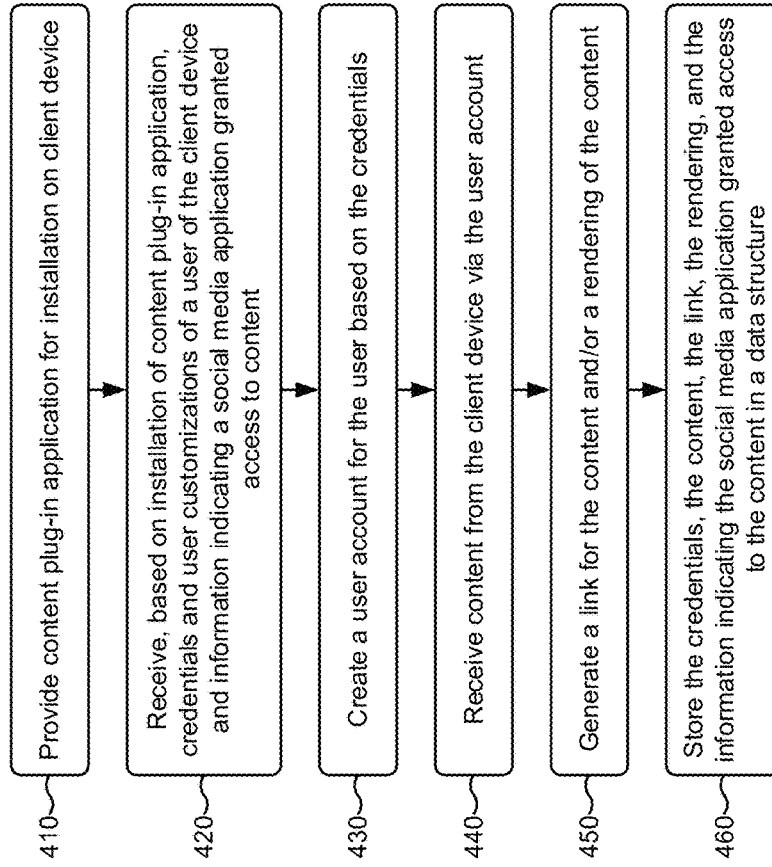 410
Provide content plug-in application for installation on client device
420
Receive, based on installation of content plug-in application,
credentials and user customizations of a user of the client device
and information indicating a social media application granted
access to content
430
Create a user account for the user based on the credentials
440
Receive content from the client device via the user account
450
Generate a link for the content and/or a rendering of the content
460
Store the credentials, the content, the link, the rendering, and the
information indicating the social media application granted access
to the content in a data structure